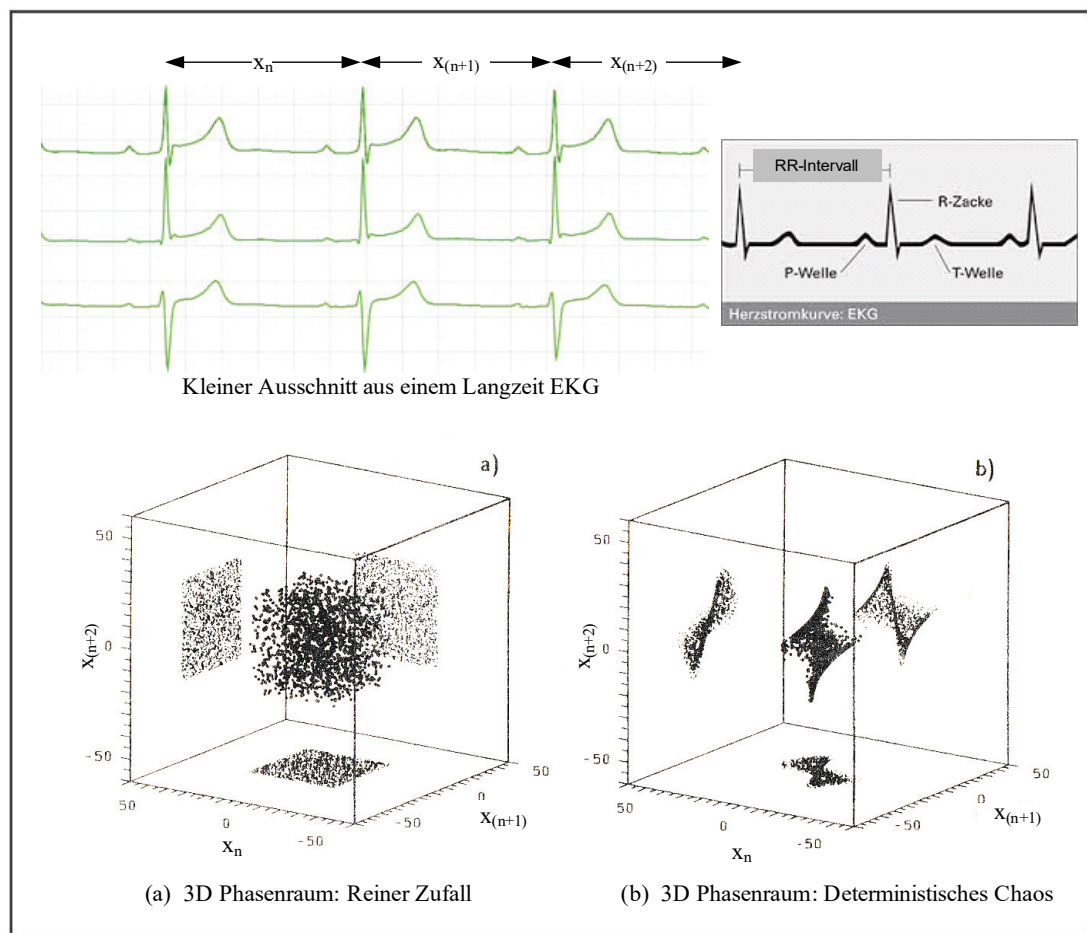 xn x(n+1) x(n+2)
RR-Intervall
R-Zacke
P-Welle T-Welle
Herzstromkurve: EKG
Kleiner Ausschnitt aus einem Langzeit EKG
a)
50
x(n+2)
0
-50
50
0
-50
xn
-50
0
50
x(n+1)
(a) 3D Phasenraum: Reiner Zufall
b)
50
x(n+2)
0
-50
50
0
-50
xn
-50
0
50
x(n+1)
(b) 3D Phasenraum: Deterministisches Chaos